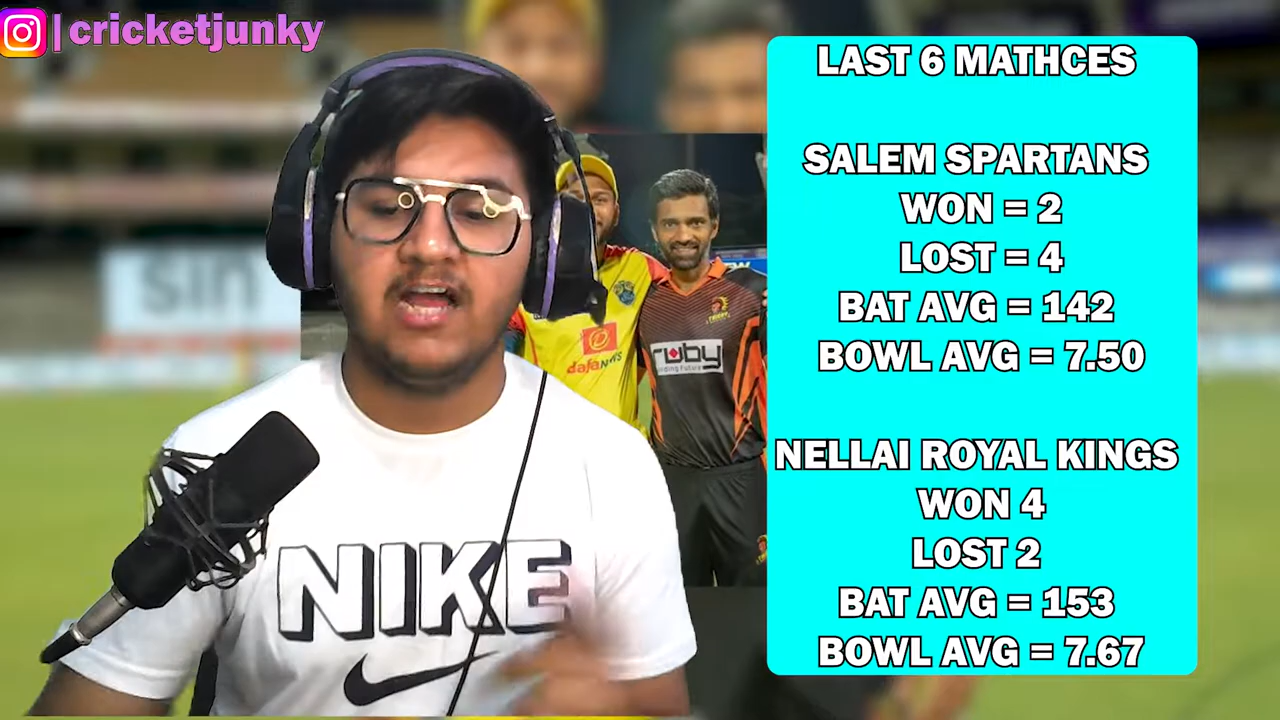 | cricketjunky
LAST 6 MATHCES
SALEM SPARTANS
WON = 2
LOST = 4
BAT AVG = 142
BOWL AVG = 7.50
NELLAI ROYAL KINGS
WON 4
LOST 2
BAT AVG = 153
BOWL AVG = 7.67
sin
dafaNEWS
ruby
NIKE